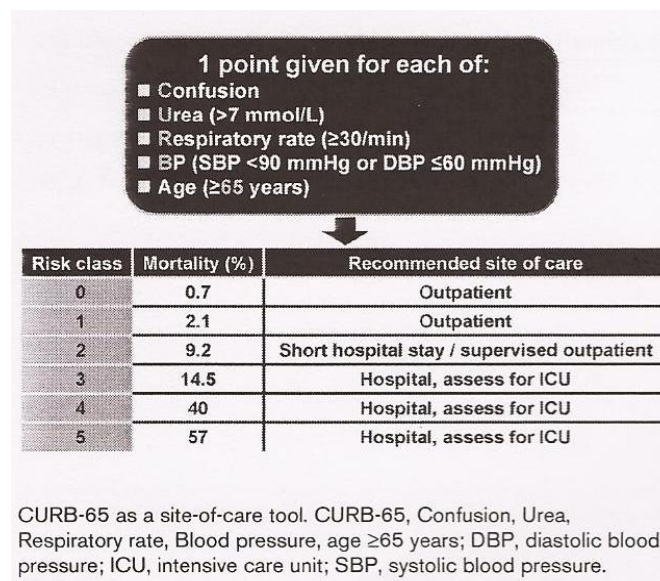 1 point given for each of:
■ Confusion
■ Urea (>7 mmol/L)
■ Respiratory rate (≥30/min)
■ BP (SBP <90 mmHg or DBP ≤60 mmHg)
■ Age (≥65 years)
Risk class Mortality (%) Recommended site of care
0 0.7 Outpatient
1 2.1 Outpatient
2 9.2 Short hospital stay / supervised outpatient
3 14.5 Hospital, assess for ICU
4 40 Hospital, assess for ICU
5 57 Hospital, assess for ICU
CURB-65 as a site-of-care tool. CURB-65, Confusion, Urea,
Respiratory rate, Blood pressure, age ≥65 years; DBP, diastolic blood
pressure; ICU, intensive care unit; SBP, systolic blood pressure.